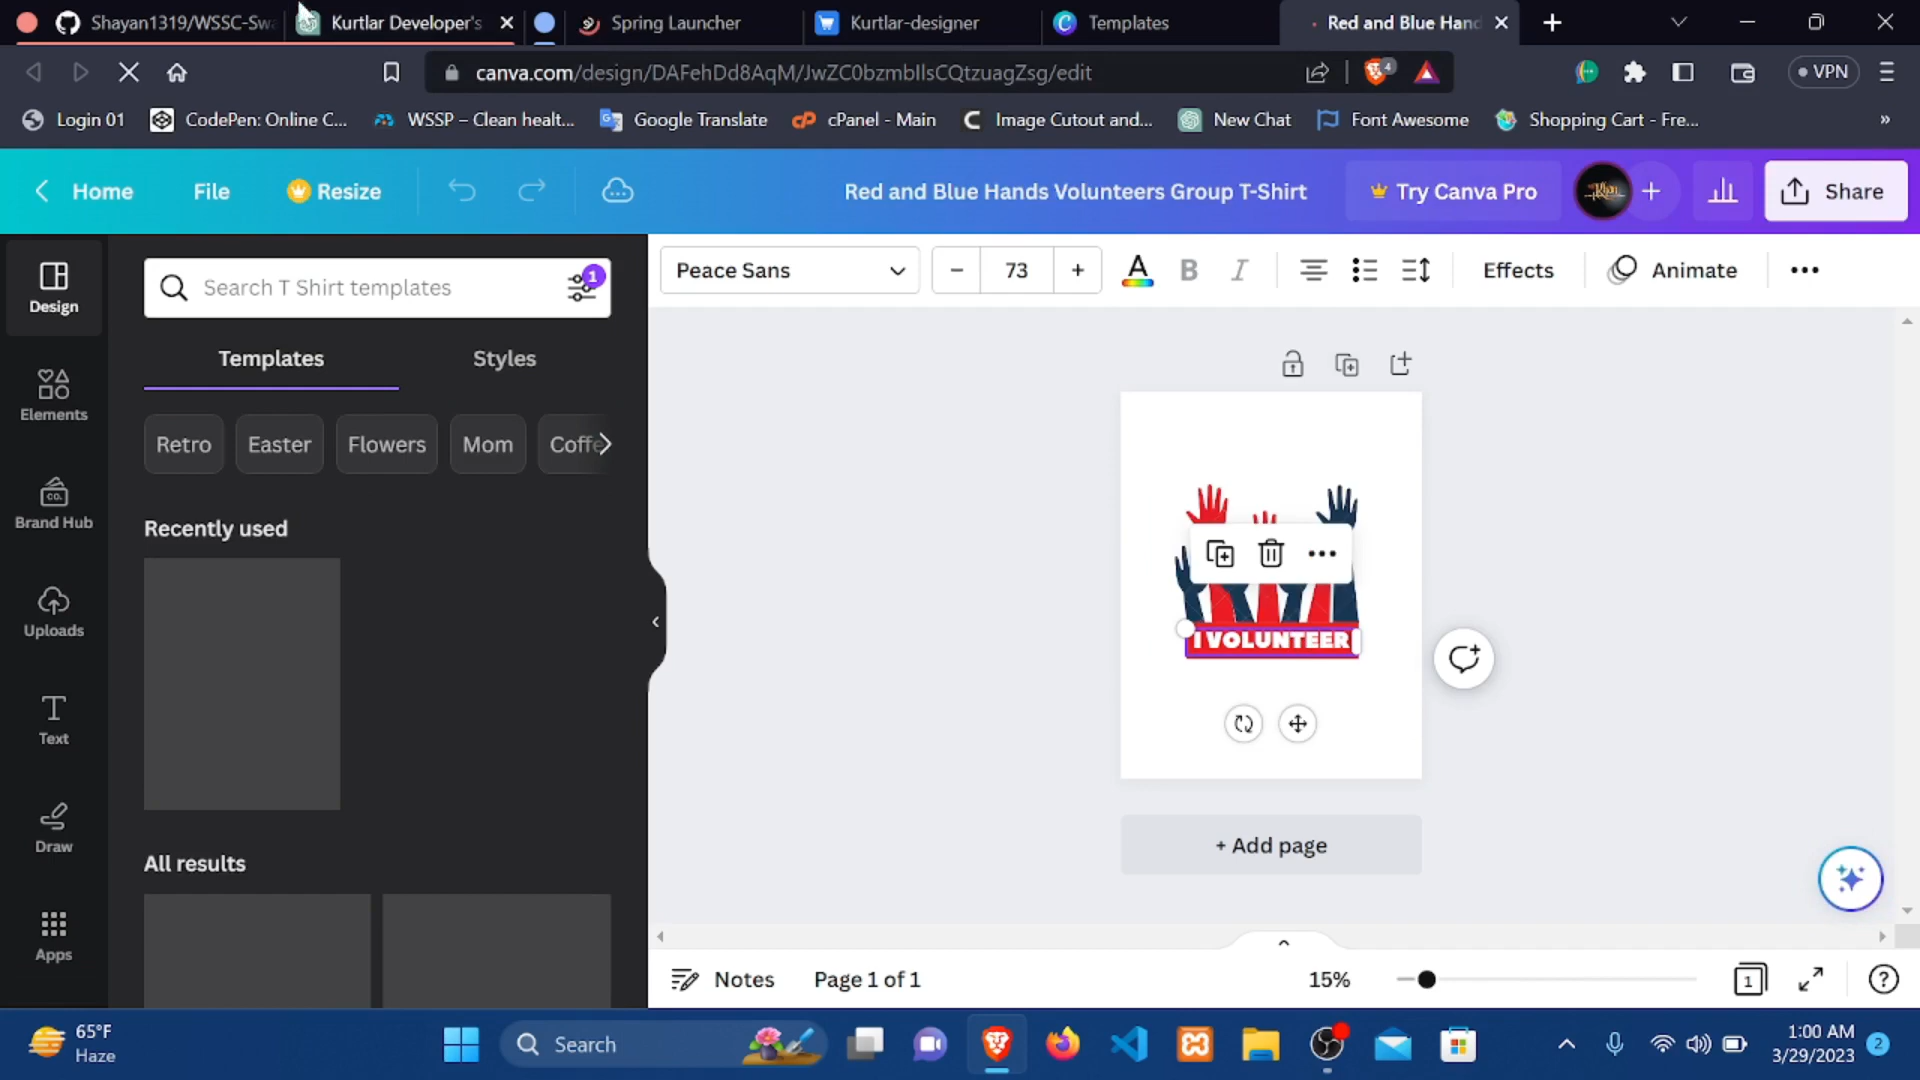 Shayan1319/WSSC-Swa
Kurtlar Developer's
Spring Launcher
Kurtlar-designer
Templates
Red and Blue Hand
canva.com/design/DAFehDd8AqM/JwZC0bzmbIlsCQtzuagZsg/edit
4
VPN
Login 01
CodePen: Online C...
WSSP – Clean healt...
Google Translate
cPanel - Main
Image Cutout and...
New Chat
Font Awesome
Shopping Cart - Fre...
»
Home
File
Resize
Red and Blue Hands Volunteers Group T-Shirt
Try Canva Pro
Share
Design
Elements
Brand Hub
Uploads
Text
Draw
Apps
Search T Shirt templates
1
Templates
Styles
Retro
Easter
Flowers
Mom
Coffe
Recently used
All results
Peace Sans
− 73 +
A B I
Effects
Animate
I VOLUNTEER
+ Add page
Notes
Page 1 of 1
15%
1
65°F
Haze
Search
1:00 AM
3/29/2023
2